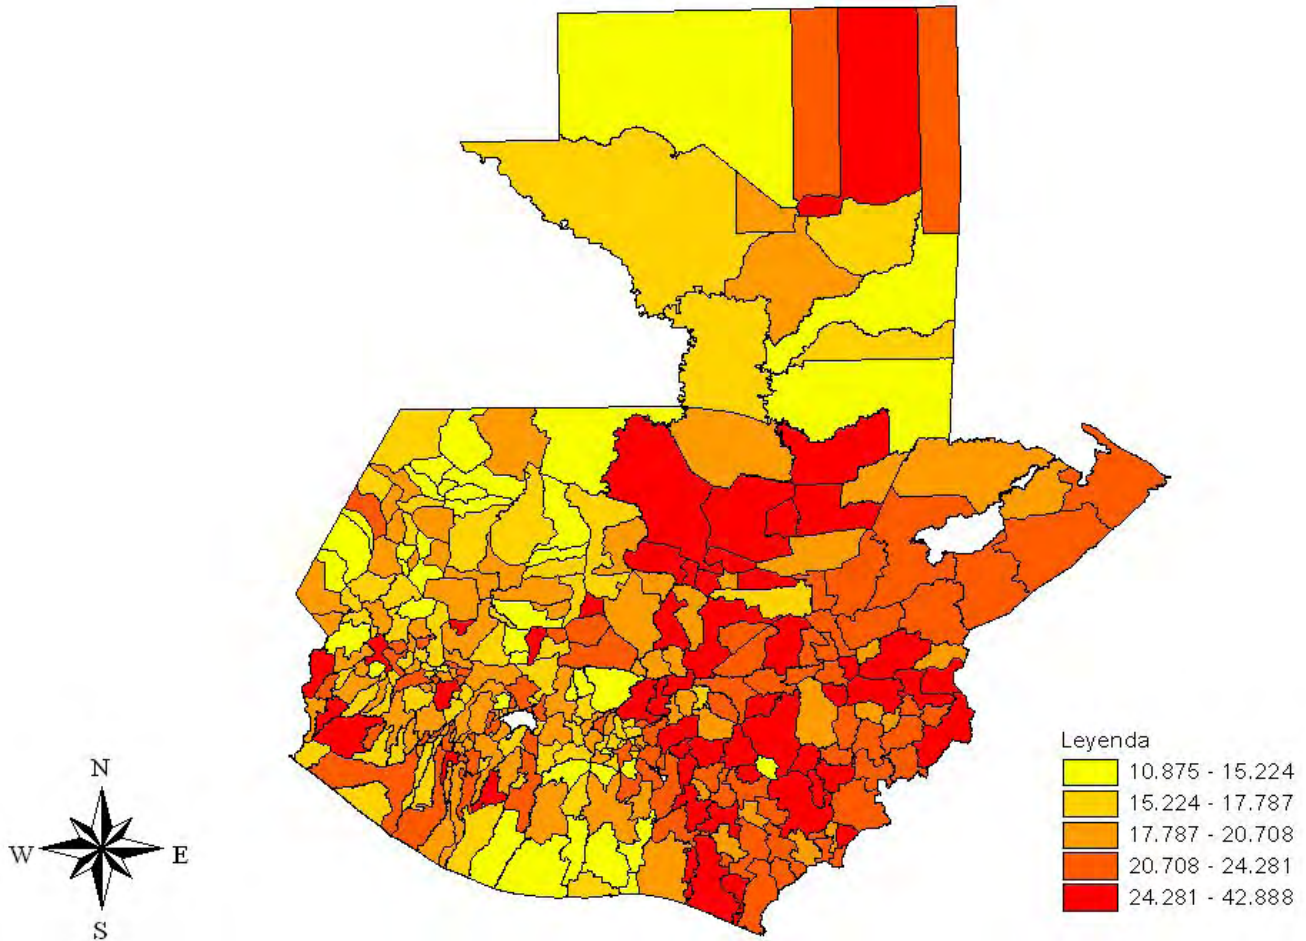 Leyenda
10.875 - 15.224
15.224 - 17.787
17.787 - 20.708
20.708 - 24.281
24.281 - 42.888
N
W E
S